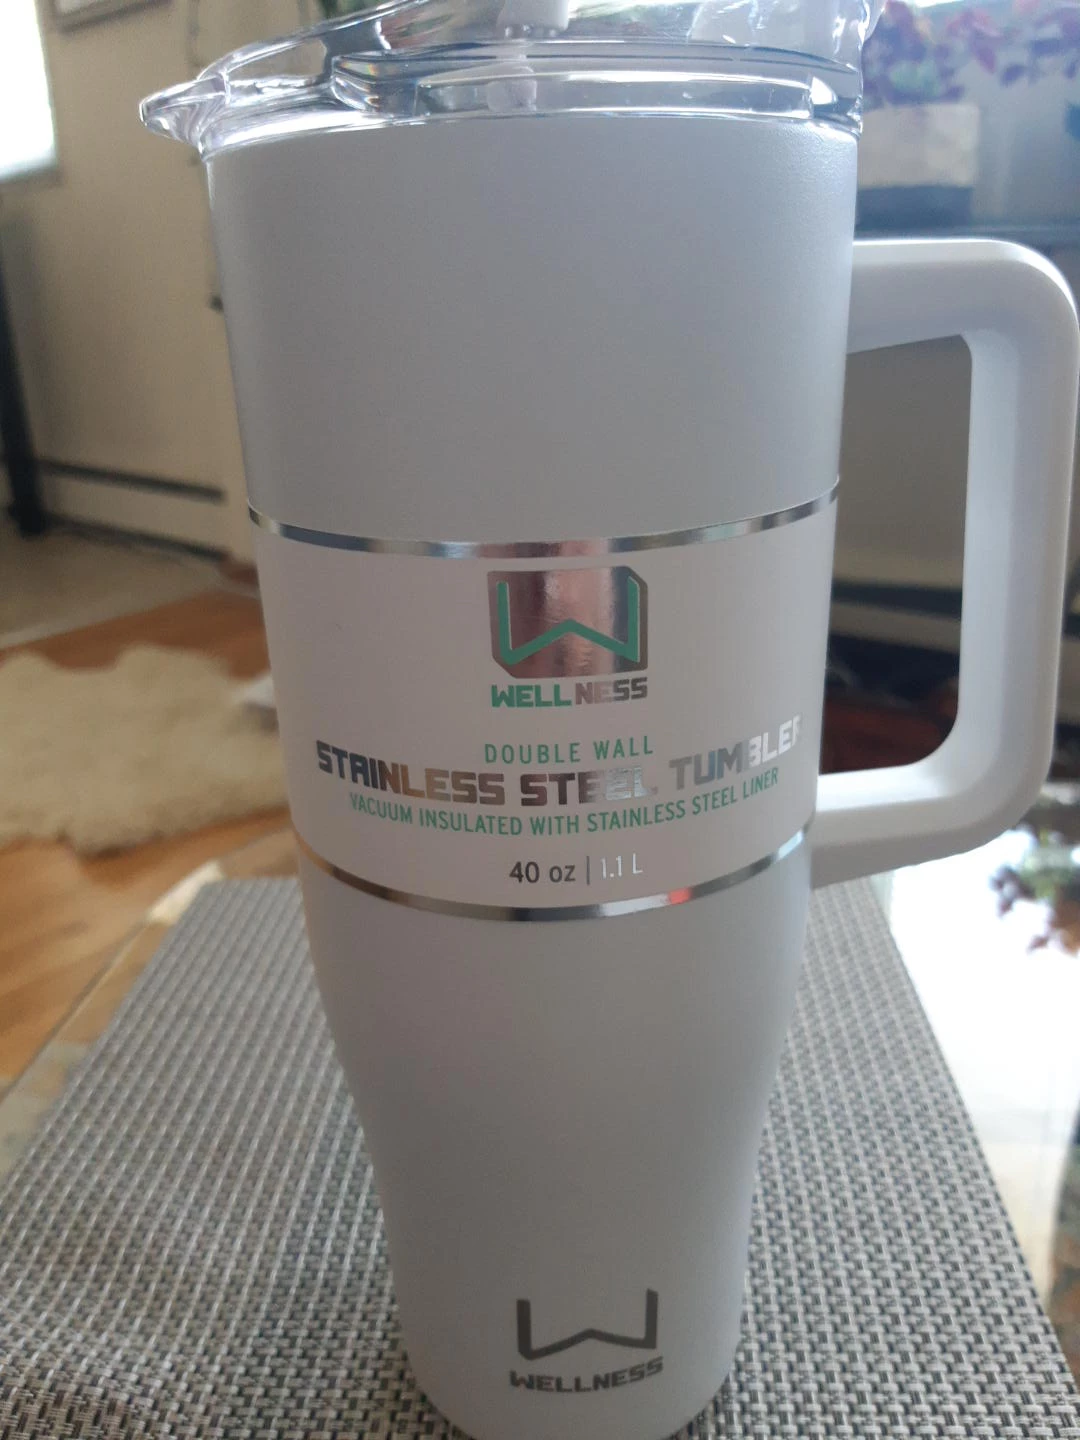 WELLNESS
DOUBLE WALL
STAINLESS STEEL TUMBLER
VACUUM INSULATED WITH STAINLESS STEEL LINER
40 oz | 1.1 L
WELLNESS